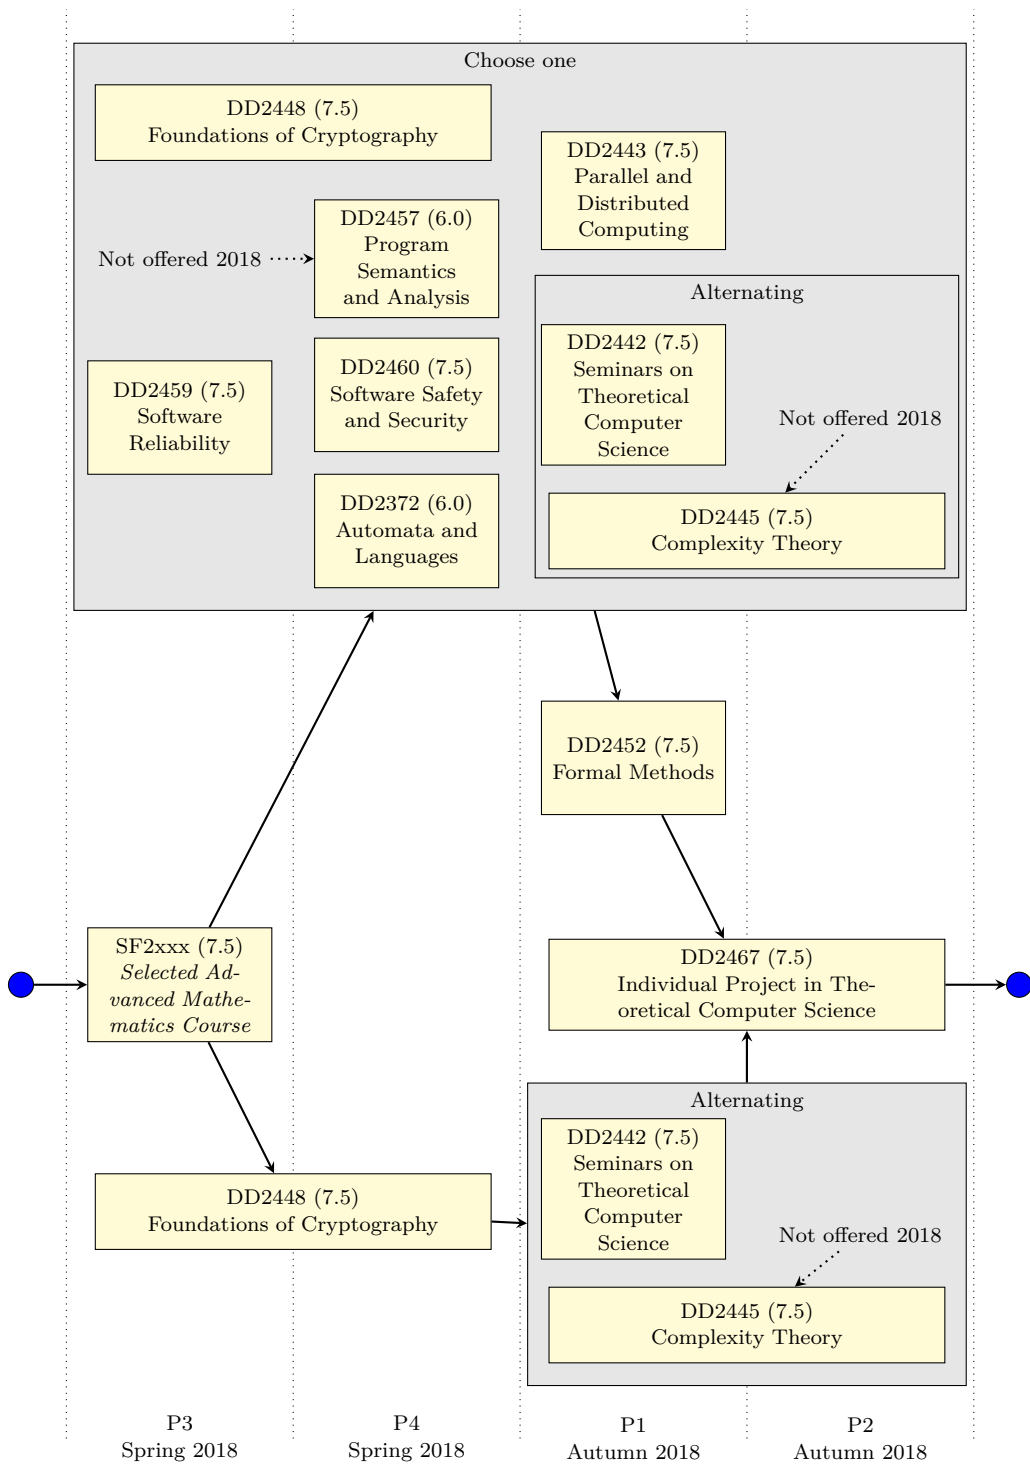 Choose one
DD2448 (7.5)
Foundations of Cryptography
DD2443 (7.5)
Parallel and
Distributed
Computing
DD2457 (6.0)
Program
Semantics
and Analysis
Not offered 2018
Alternating
DD2442 (7.5)
Seminars on
Theoretical
Computer
Science
DD2460 (7.5)
Software Safety
and Security
DD2459 (7.5)
Software
Reliability
Not offered 2018
DD2372 (6.0)
Automata and
Languages
DD2445 (7.5)
Complexity Theory
DD2452 (7.5)
Formal Methods
SF2xxx (7.5)
Selected Ad-
vanced Mathe-
matics Course
DD2467 (7.5)
Individual Project in The-
oretical Computer Science
Alternating
DD2442 (7.5)
Seminars on
Theoretical
Computer
Science
DD2448 (7.5)
Foundations of Cryptography
Not offered 2018
DD2445 (7.5)
Complexity Theory
P3
Spring 2018
P4
Spring 2018
P1
Autumn 2018
P2
Autumn 2018